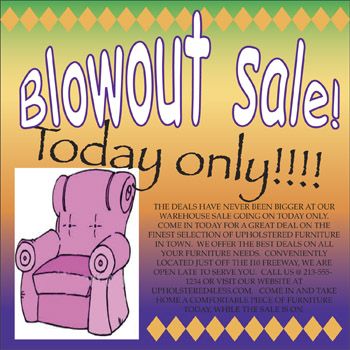 Blowout Sale!
Today only!!!!
THE DEALS HAVE NEVER BEEN BIGGER AT OUR
WAREHOUSE SALE GOING ON TODAY ONLY.
COME IN TODAY FOR A GREAT DEAL ON THE
FINEST SELECTION OF UPHOLSTERED FURNITURE
IN TOWN. WE OFFER THE BEST DEALS ON ALL
YOUR FURNITURE NEEDS. CONVENIENTLY
LOCATED JUST OFF THE 110 FREEWAY, WE ARE
OPEN LATE TO SERVE YOU. CALL US @ 213-555-
1234 OR VISIT OUR WEBSITE AT
UPHOLSTERED4LESS.COM. COME IN AND TAKE
HOME A COMFORTABLE PIECE OF FURNITURE
TODAY, WHILE THE SALE IS ON.